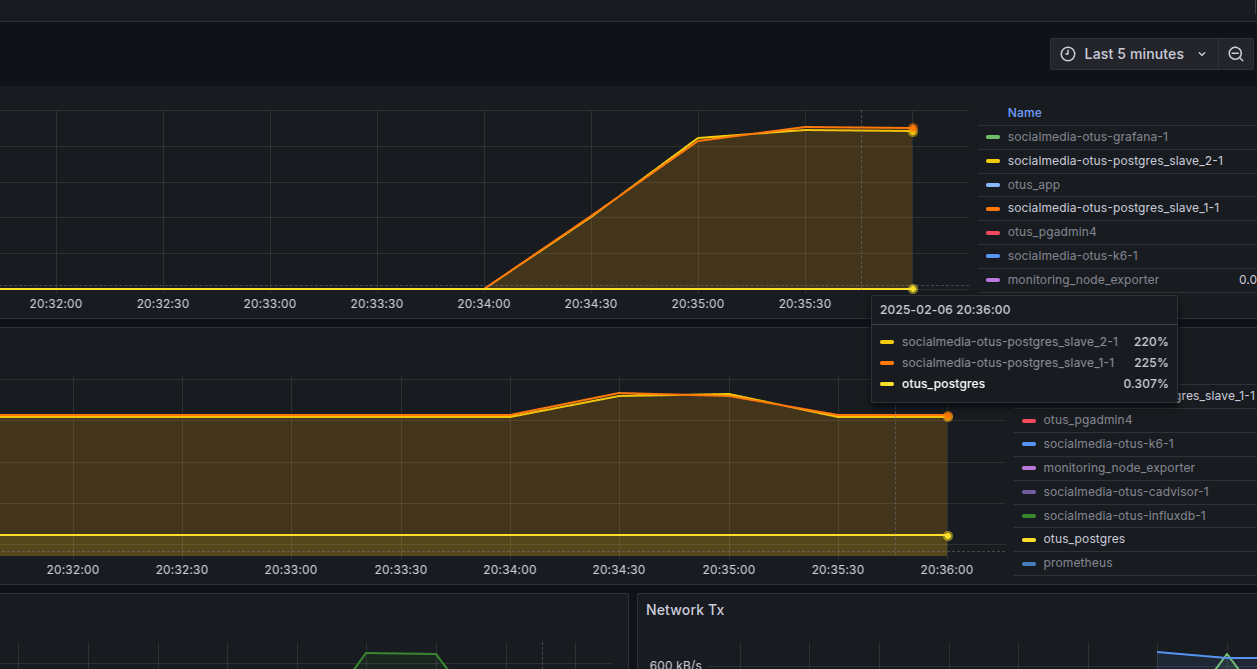 Last 5 minutes
Name
socialmedia-otus-grafana-1
socialmedia-otus-postgres_slave_2-1
otus_app
socialmedia-otus-postgres_slave_1-1
otus_pgadmin4
socialmedia-otus-k6-1
monitoring_node_exporter 0.0
20:32:00 20:32:30 20:33:00 20:33:30 20:34:00 20:34:30 20:35:00 20:35:30
2025-02-06 20:36:00
socialmedia-otus-postgres_slave_2-1 220%
socialmedia-otus-postgres_slave_1-1 225%
otus_postgres 0.307%
gres_slave_1-1
otus_pgadmin4
socialmedia-otus-k6-1
monitoring_node_exporter
socialmedia-otus-cadvisor-1
socialmedia-otus-influxdb-1
otus_postgres
prometheus
20:32:00 20:32:30 20:33:00 20:33:30 20:34:00 20:34:30 20:35:00 20:35:30 20:36:00
Network Tx
600 kB/s